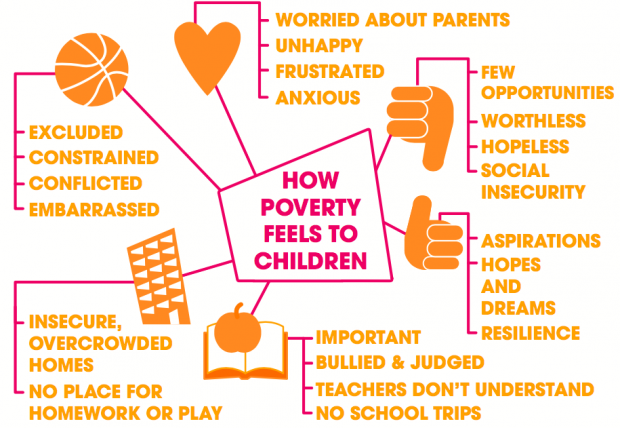 HOW
POVERTY
FEELS TO
CHILDREN
WORRIED ABOUT PARENTS
UNHAPPY
FRUSTRATED
ANXIOUS
FEW
OPPORTUNITIES
WORTHLESS
HOPELESS
SOCIAL
INSECURITY
ASPIRATIONS
HOPES
AND
DREAMS
RESILIENCE
IMPORTANT
BULLIED & JUDGED
TEACHERS DON'T UNDERSTAND
NO SCHOOL TRIPS
INSECURE,
OVERCROWDED
HOMES
NO PLACE FOR
HOMEWORK OR PLAY
EXCLUDED
CONSTRAINED
CONFLICTED
EMBARRASSED